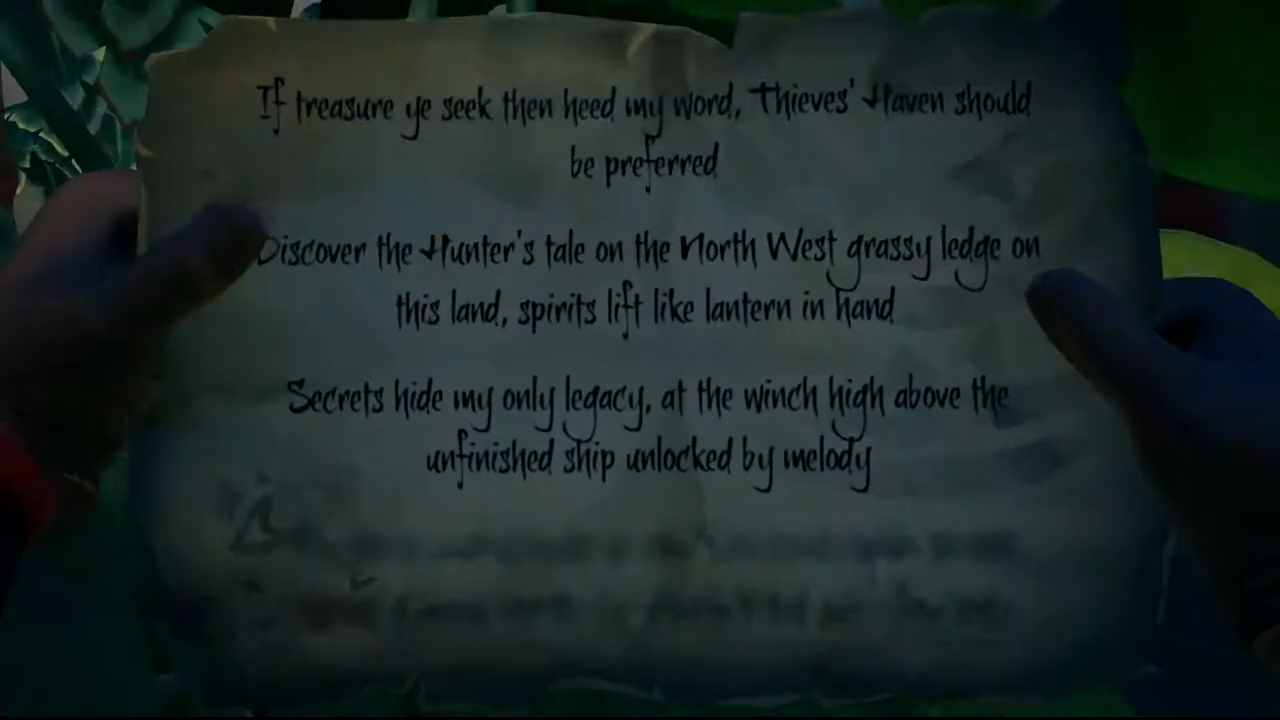 If treasure ye seek then heed my word, Thieves' Haven should
be preferred
Discover the Hunter's tale on the North West grassy ledge on
this land, spirits lift like lantern in hand
Secrets hide my only legacy, at the winch high above the
unfinished ship unlocked by melody